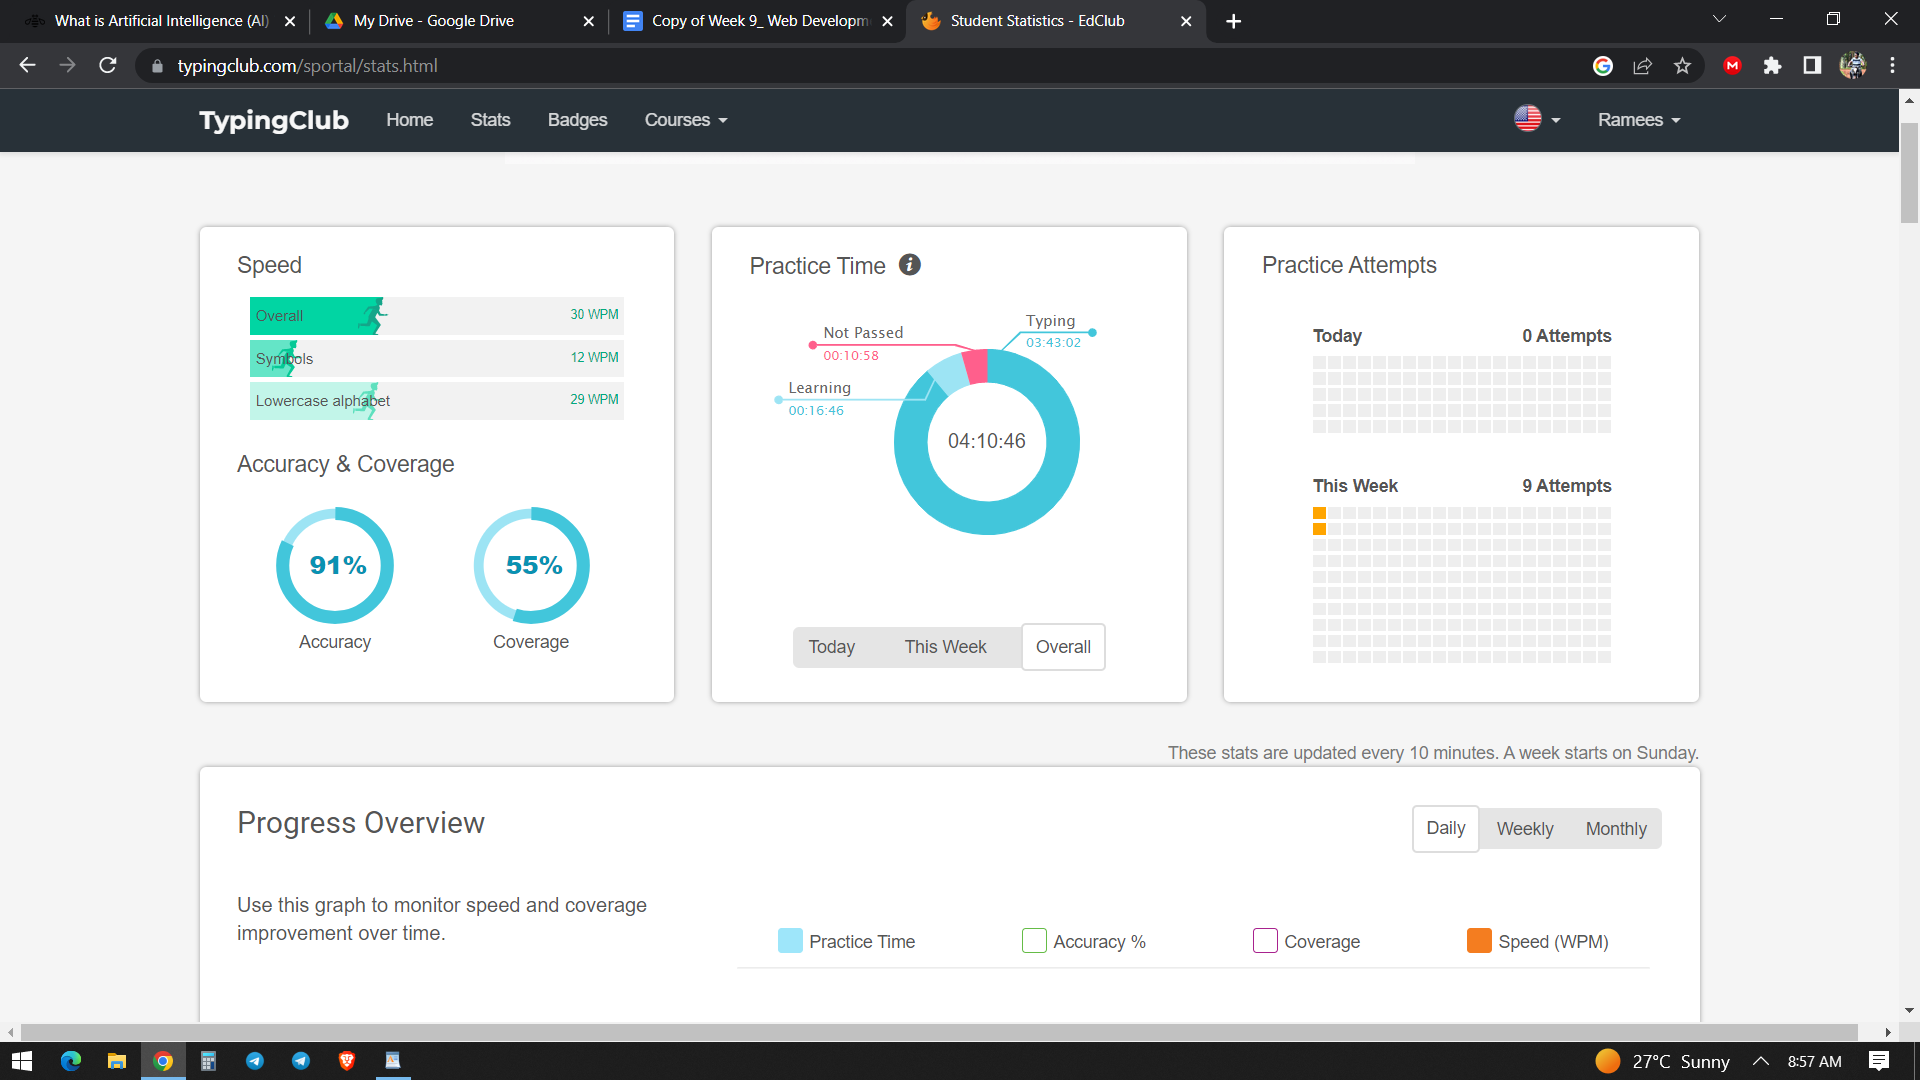 What is Artificial Intelligence (AI)
My Drive - Google Drive
Copy of Week 9_ Web Developm
Student Statistics - EdClub
typingclub.com/sportal/stats.html
TypingClub
Home
Stats
Badges
Courses
Ramees
Speed
Overall 30 WPM
Symbols 12 WPM
Lowercase alphabet 29 WPM
Accuracy & Coverage
91%
55%
Accuracy
Coverage
Practice Time
Typing
03:43:02
Not Passed
00:10:58
Learning
00:16:46
04:10:46
Today
This Week
Overall
Practice Attempts
Today 0 Attempts
This Week 9 Attempts
These stats are updated every 10 minutes. A week starts on Sunday.
Progress Overview
Daily
Weekly
Monthly
Use this graph to monitor speed and coverage
improvement over time.
Practice Time
Accuracy %
Coverage
Speed (WPM)
27°C Sunny
8:57 AM